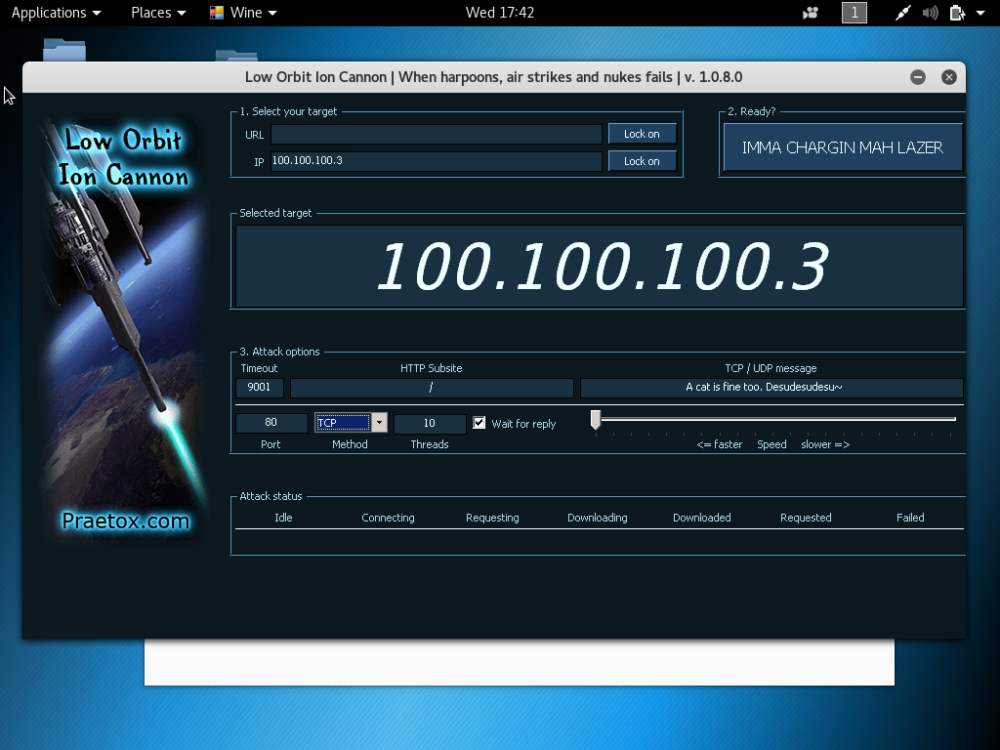 Applications Places Wine Wed 17:42 1
Low Orbit Ion Cannon | When harpoons, air strikes and nukes fails | v. 1.0.8.0
Low Orbit
Ion Cannon
Praetox.com
1. Select your target
URL Lock on
IP 100.100.100.3 Lock on
2. Ready?
IMMA CHARGIN MAH LAZER
Selected target
100.100.100.3
3. Attack options
Timeout HTTP Subsite TCP / UDP message
9001 / A cat is fine too. Desudesudesu~
80 TCP 10 Wait for reply
Port Method Threads <= faster Speed slower =>
Attack status
Idle Connecting Requesting Downloading Downloaded Requested Failed